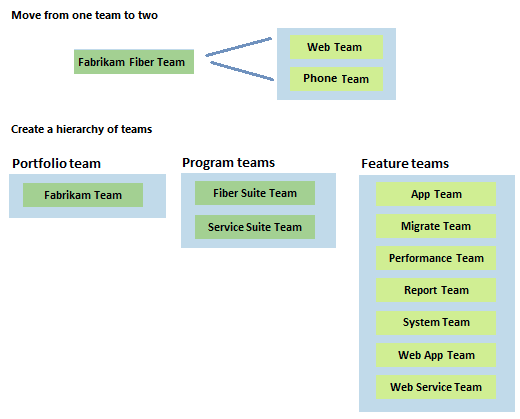 Move from one team to two
Fabrikam Fiber Team
Web Team
Phone Team
Create a hierarchy of teams
Portfolio team
Fabrikam Team
Program teams
Fiber Suite Team
Service Suite Team
Feature teams
App Team
Migrate Team
Performance Team
Report Team
System Team
Web App Team
Web Service Team